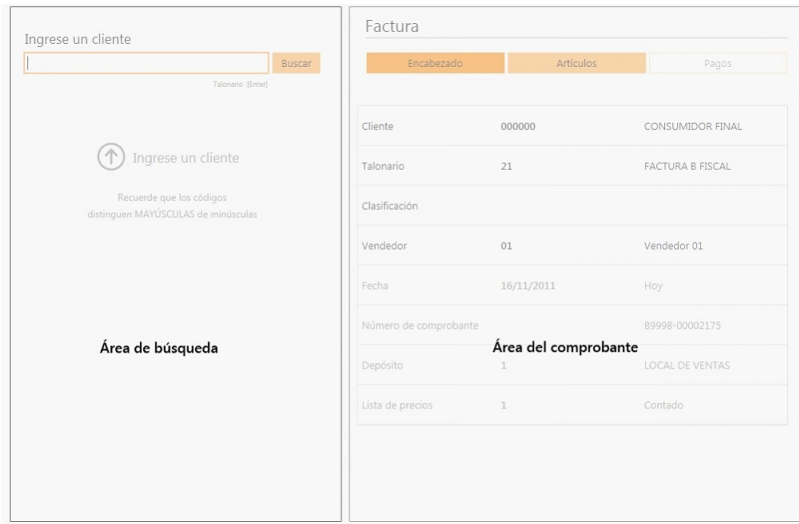 Ingrese un cliente
Buscar
Talonario [Enter]
Ingrese un cliente
Recuerde que los códigos
distinguen MAYÚSCULAS de minúsculas
Área de búsqueda
Factura
Encabezado Artículos Pagos
Cliente 000000 CONSUMIDOR FINAL
Talonario 21 FACTURA B FISCAL
Clasificación
Vendedor 01 Vendedor 01
Fecha 16/11/2011 Hoy
Número de comprobante B9998-00002175
Área del comprobante
Depósito 1 LOCAL DE VENTAS
Lista de precios 1 Contado